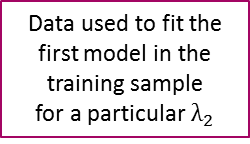 Data used to fit the
first model in the
training sample
for a particular λ₂